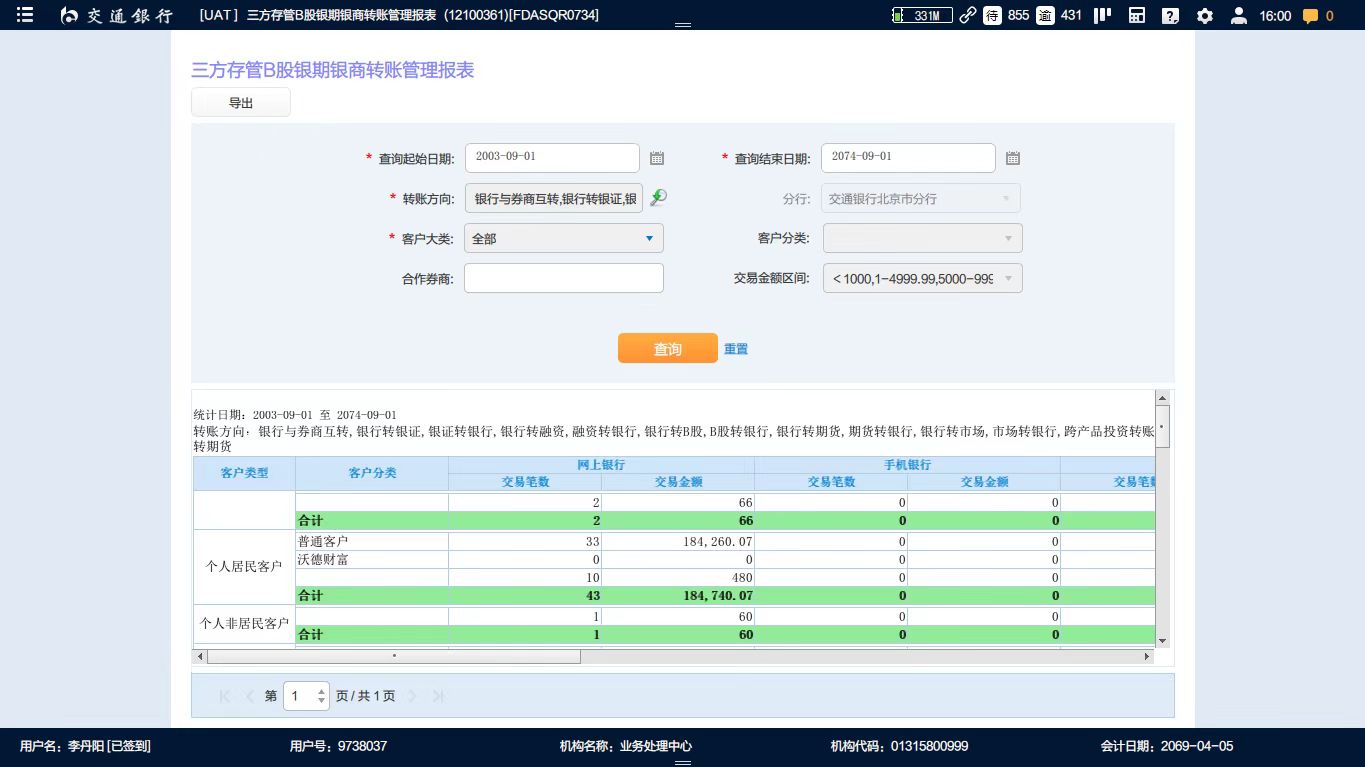 交通銀行 [UAT] 三方存管B股银期银商转账管理报表 (12100361)[FDASQR0734] 331M 待 855 逾 431 16:00 0
三方存管B股银期银商转账管理报表
导出
* 查询起始日期: 2003-09-01 * 查询结束日期: 2074-09-01
* 转账方向: 银行与券商互转,银行转银证,银 分行: 交通银行北京市分行
* 客户大类: 全部 客户分类:
合作券商: 交易金额区间: <1000,1-4999.99,5000-999
查询 重置
统计日期: 2003-09-01 至 2074-09-01
转账方向: 银行与券商互转,银行转银证,银证转银行,银行转融资,融资转银行,银行转B股,B股转银行,银行转期货,期货转银行,银行转市场,市场转银行,跨产品投资转账
转期货
客户类型 客户分类 网上银行 手机银行
交易笔数 交易金额 交易笔数 交易金额 交易笔数
2 66 0 0
合计 2 66 0 0
个人居民客户 普通客户 33 184,260.07 0 0
沃德财富 0 0 0 0
10 480 0 0
合计 43 184,740.07 0 0
个人非居民客户 1 60 0 0
合计 1 60 0 0
第 1 页/共1页
用户名: 李丹阳 [已签到] 用户号: 9738037 机构名称: 业务处理中心 机构代码: 01315800999 会计日期: 2069-04-05